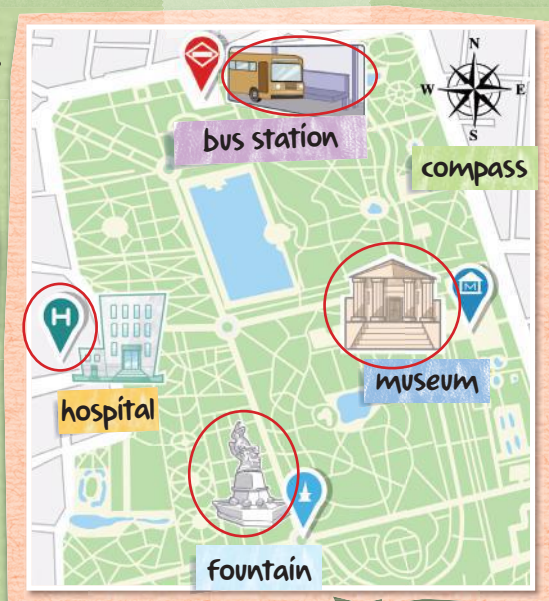 N
W E
S
bus station
compass
H
M
hospital
museum
fountain